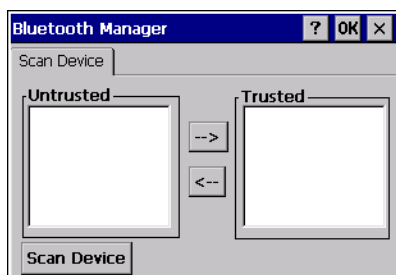 Bluetooth Manager ? OK ×
Scan Device
Untrusted Trusted
-->
<--
Scan Device